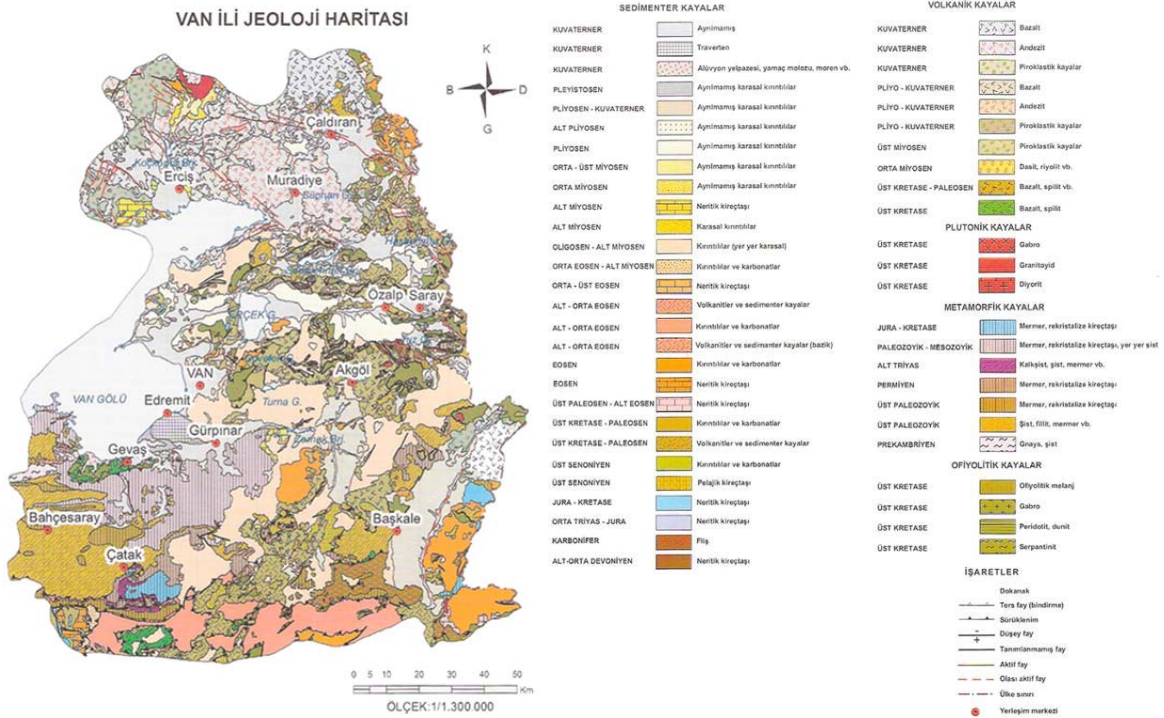 VAN İLİ JEOLOJİ HARİTASI
K
B
D
G
Çaldıran
Erciş
Muradiye
Özalp Saray
VAN
Akgöl
VAN GÖLÜ
Edremit
Turna G.
Gürpınar
Gevaş
Bahçesaray
Başkale
Çatak
0 5 10 20 30 40 50
Km
ÖLÇEK:1/1.300.000
SEDİMENTER KAYALAR
KUVATERNER Ayrılmamış
KUVATERNER Traverten
KUVATERNER Alüvyon yelpazesi, yamaç molozu, moren vb.
PLEYİSTOSEN Ayrılmamış karasal kırıntılılar
PLİYOSEN - KUVATERNER Ayrılmamış karasal kırıntılılar
ALT PLİYOSEN Ayrılmamış karasal kırıntılılar
PLİYOSEN Ayrılmamış karasal kırıntılılar
ORTA - ÜST MİYOSEN Ayrılmamış karasal kırıntılılar
ORTA MİYOSEN Ayrılmamış karasal kırıntılılar
ALT MİYOSEN Neritik kireçtaşı
ALT MİYOSEN Karasal kırıntılılar
OLİGOSEN - ALT MİYOSEN Kırıntılılar (yer yer karasal)
ORTA EOSEN - ALT MİYOSEN Kırıntılılar ve karbonatlar
ORTA - ÜST EOSEN Neritik kireçtaşı
ALT - ORTA EOSEN Volkanitler ve sedimenter kayalar
ALT - ORTA EOSEN Kırıntılılar ve karbonatlar
ALT - ORTA EOSEN Volkanitler ve sedimanter kayalar (bazik)
EOSEN Kırıntılılar ve karbonatlar
EOSEN Neritik kireçtaşı
ÜST PALEOSEN - ALT EOSEN Neritik kireçtaşı
ÜST KRETASE - PALEOSEN Kırıntılılar ve karbonatlar
ÜST KRETASE - PALEOSEN Volkanitler ve sedimenter kayalar
ÜST SENONİYEN Kırıntılılar ve karbonatlar
ÜST SENONİYEN Pelajik kireçtaşı
JURA - KRETASE Neritik kireçtaşı
ORTA TRİYAS - JURA Neritik kireçtaşı
KARBONİFER Fliş
ALT-ORTA DEVONİYEN Neritik kireçtaşı
VOLKANİK KAYALAR
KUVATERNER Bazalt
KUVATERNER Andezit
KUVATERNER Piroklastik kayalar
PLİYO - KUVATERNER Bazalt
PLİYO - KUVATERNER Andezit
PLİYO - KUVATERNER Piroklastik kayalar
ÜST MİYOSEN Piroklastik kayalar
ORTA MİYOSEN Dasit, riyolit vb.
ÜST KRETASE - PALEOSEN Bazalt, spilit vb.
ÜST KRETASE Bazalt, spilit
PLUTONİK KAYALAR
ÜST KRETASE Gabro
ÜST KRETASE Granitoyid
ÜST KRETASE Diyorit
METAMORFİK KAYALAR
JURA - KRETASE Mermer, rekristalize kireçtaşı
PALEOZOYİK - MESOZOYİK Mermer, rekristalize kireçtaşı, yer yer şist
ALT TRİYAS Kalkşist, şist, mermer vb.
PERMİYEN Mermer, rekristalize kireçtaşı
ÜST PALEOZOYİK Mermer, rekristalize kireçtaşı
ÜST PALEOZOYİK Şist, fillit, mermer vb.
PREKAMBRİYEN Gnays, şist
OFİYOLİTİK KAYALAR
ÜST KRETASE Ofiyolitik melanj
ÜST KRETASE Gabro
ÜST KRETASE Peridotit, dunit
ÜST KRETASE Serpantinit
İŞARETLER
Dokanak
Ters fay (bindirme)
Sürüklenim
Düşey fay
Tanımlanmamış fay
Aktif fay
Olası aktif fay
Ülke sınırı
Yerleşim merkezi